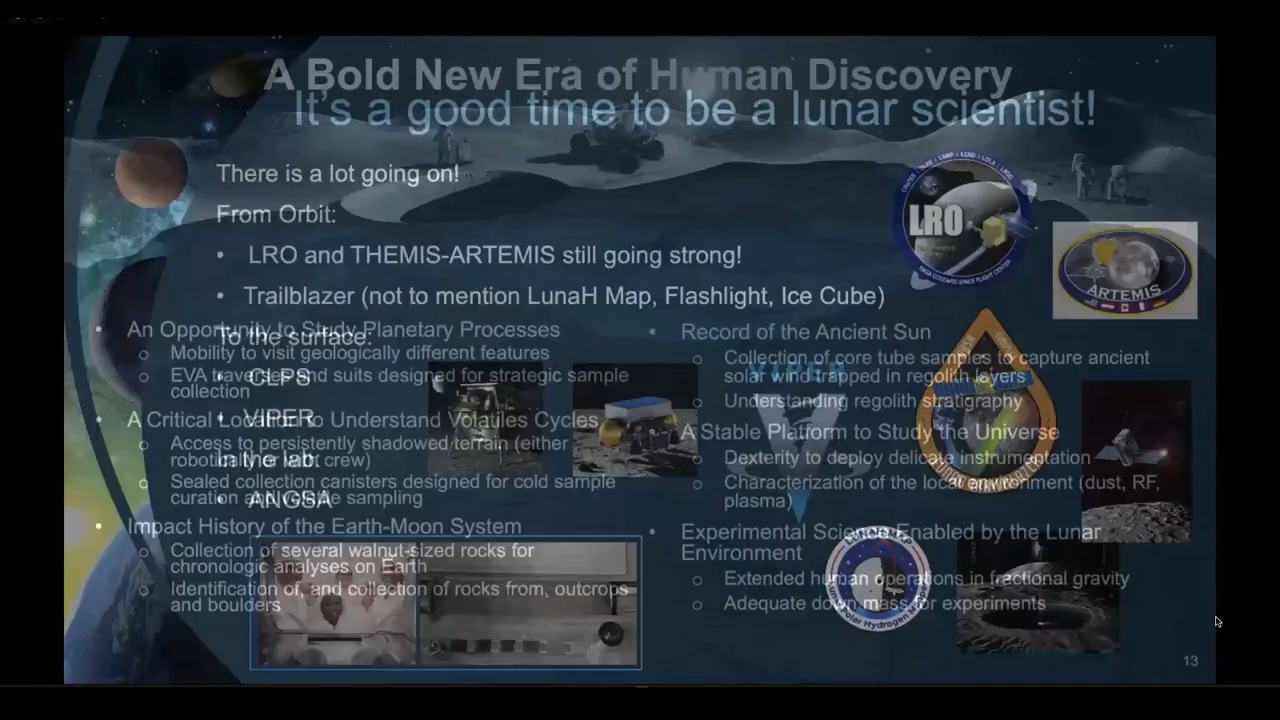 A Bold New Era of Human Discovery
It's a good time to be a lunar scientist!
There is a lot going on!
From Orbit:
• LRO and THEMIS-ARTEMIS still going strong!
• Trailblazer (not to mention LunaH Map, Flashlight, Ice Cube)
To the surface:
• CLPS
• VIPER
In the lab:
• ANGSA
• An Opportunity to Study Planetary Processes
o Mobility to visit geologically different features
o EVA and suits designed for strategic sample
collection
• A Critical to Understand Volatiles Cycles
o Access to persistently shadowed terrain (either
crew)
o Sealed collection canisters designed for cold sample
curation sampling
• Impact History of the Earth-Moon System
o Collection of several walnut-sized rocks for
chronologic analyses on Earth
o Identification of, and collection of rocks from, outcrops
and boulders
• Record of the Ancient Sun
o Collection of core tube samples to capture ancient
solar wind trapped in regolith layers
o Understanding regolith stratigraphy
• A Stable Platform to Study the Universe
o Dexterity to deploy delicate instrumentation
o Characterization of the local environment (dust, RF,
plasma)
• Experimental Science Enabled by the Lunar
Environment
o Extended human operations in fractional gravity
o Adequate down mass for experiments
LRO
NASA GODDARD SPACE FLIGHT CENTER
ARTEMIS
VIPER
13